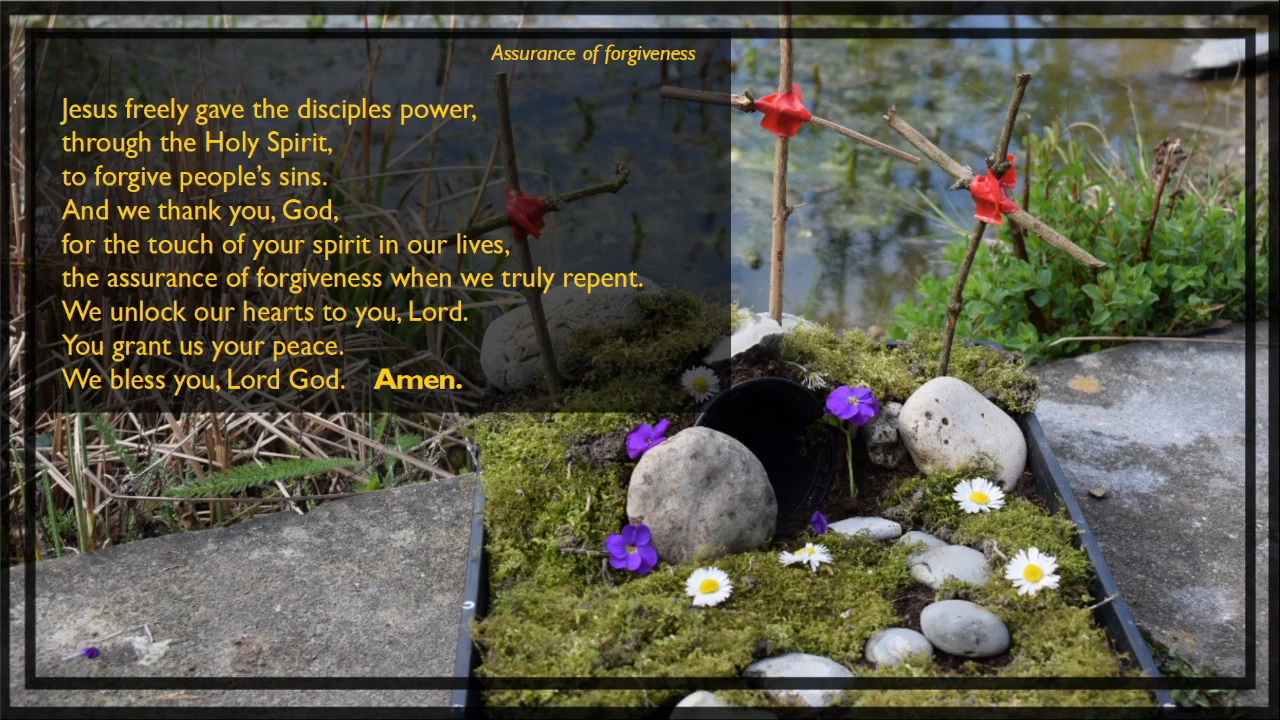 Assurance of forgiveness
Jesus freely gave the disciples power,
through the Holy Spirit,
to forgive people’s sins.
And we thank you, God,
for the touch of your spirit in our lives,
the assurance of forgiveness when we truly repent.
We unlock our hearts to you, Lord.
You grant us your peace.
We bless you, Lord God. Amen.